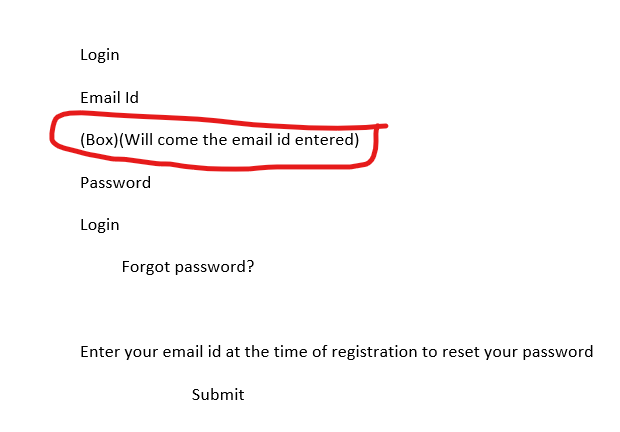 Login
Email Id
(Box)(Will come the email id entered)
Password
Login
Forgot password?
Enter your email id at the time of registration to reset your password
Submit